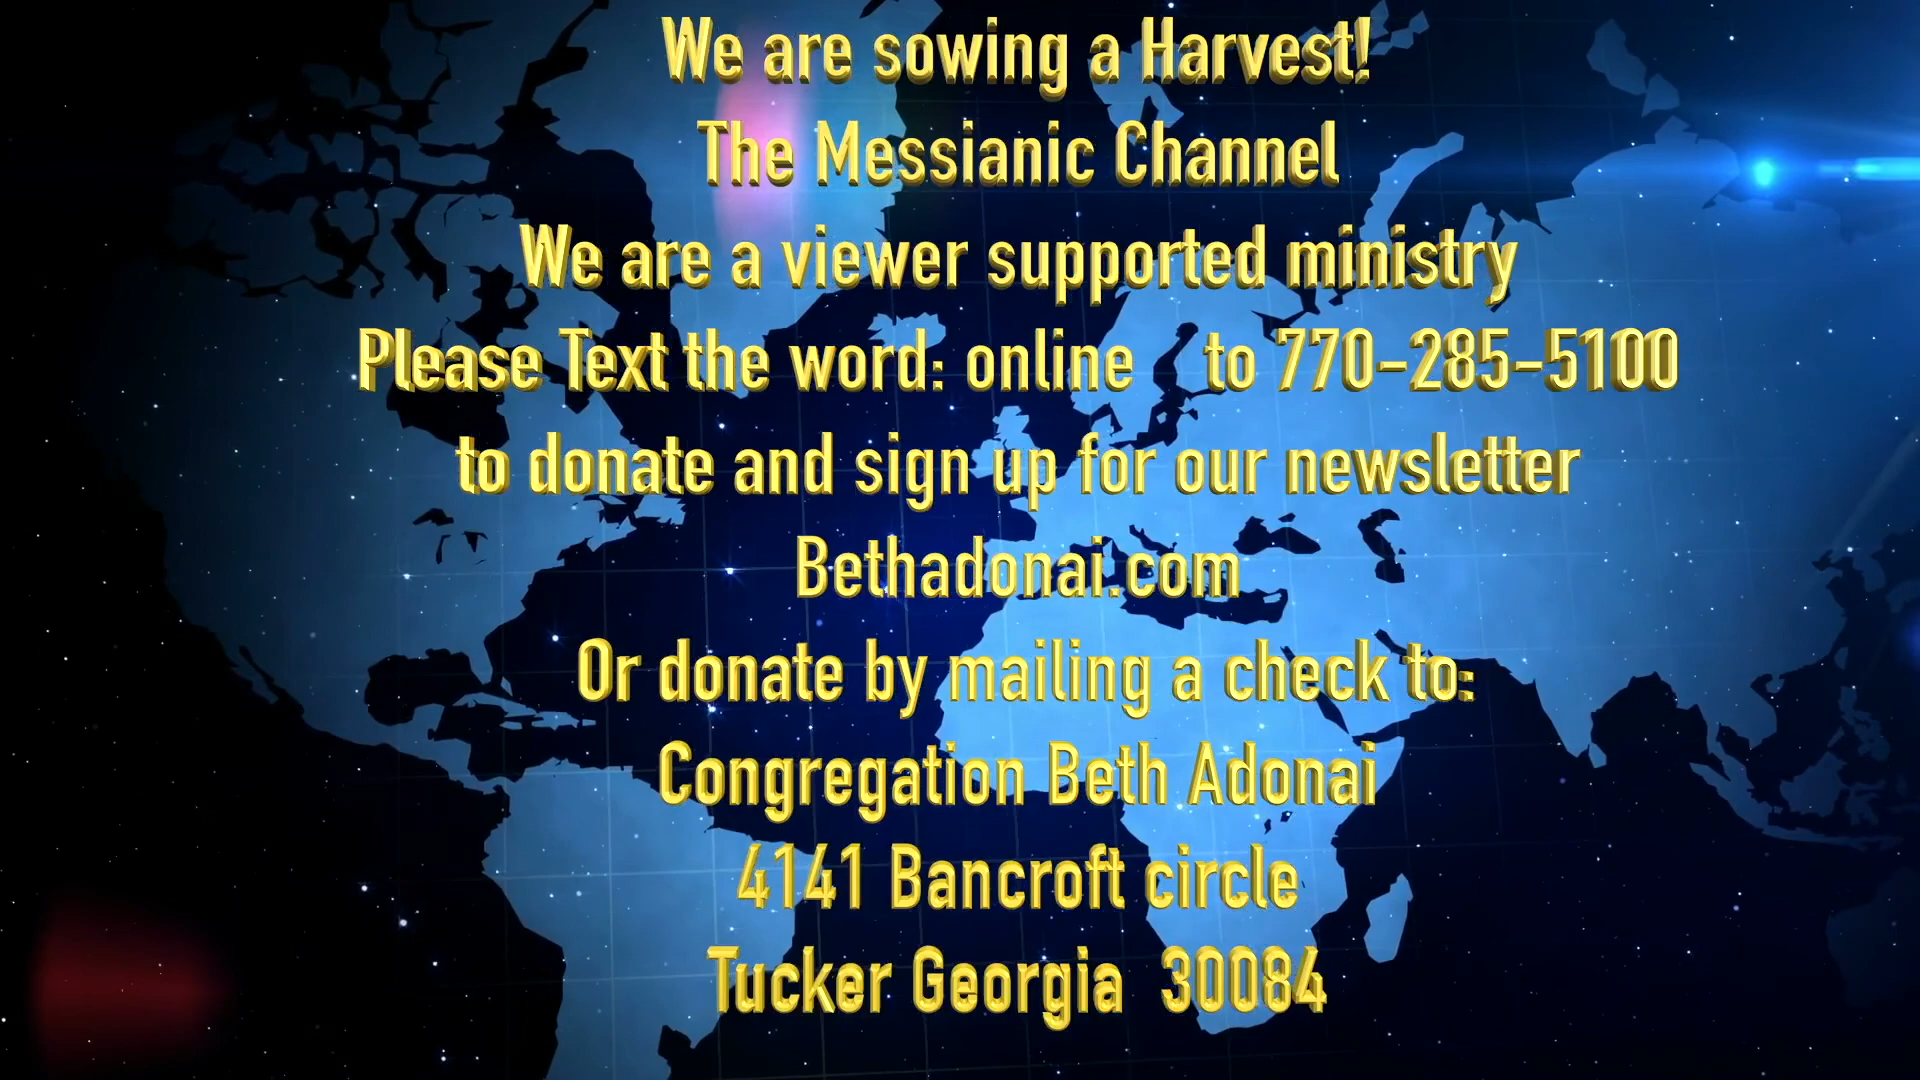 We are sowing a Harvest!
The Messianic Channel
We are a viewer supported ministry
Please Text the word: online to 770-285-5100
to donate and sign up for our newsletter
Bethadonai.com
Or donate by mailing a check to:
Congregation Beth Adonai
4141 Bancroft circle
Tucker Georgia 30084